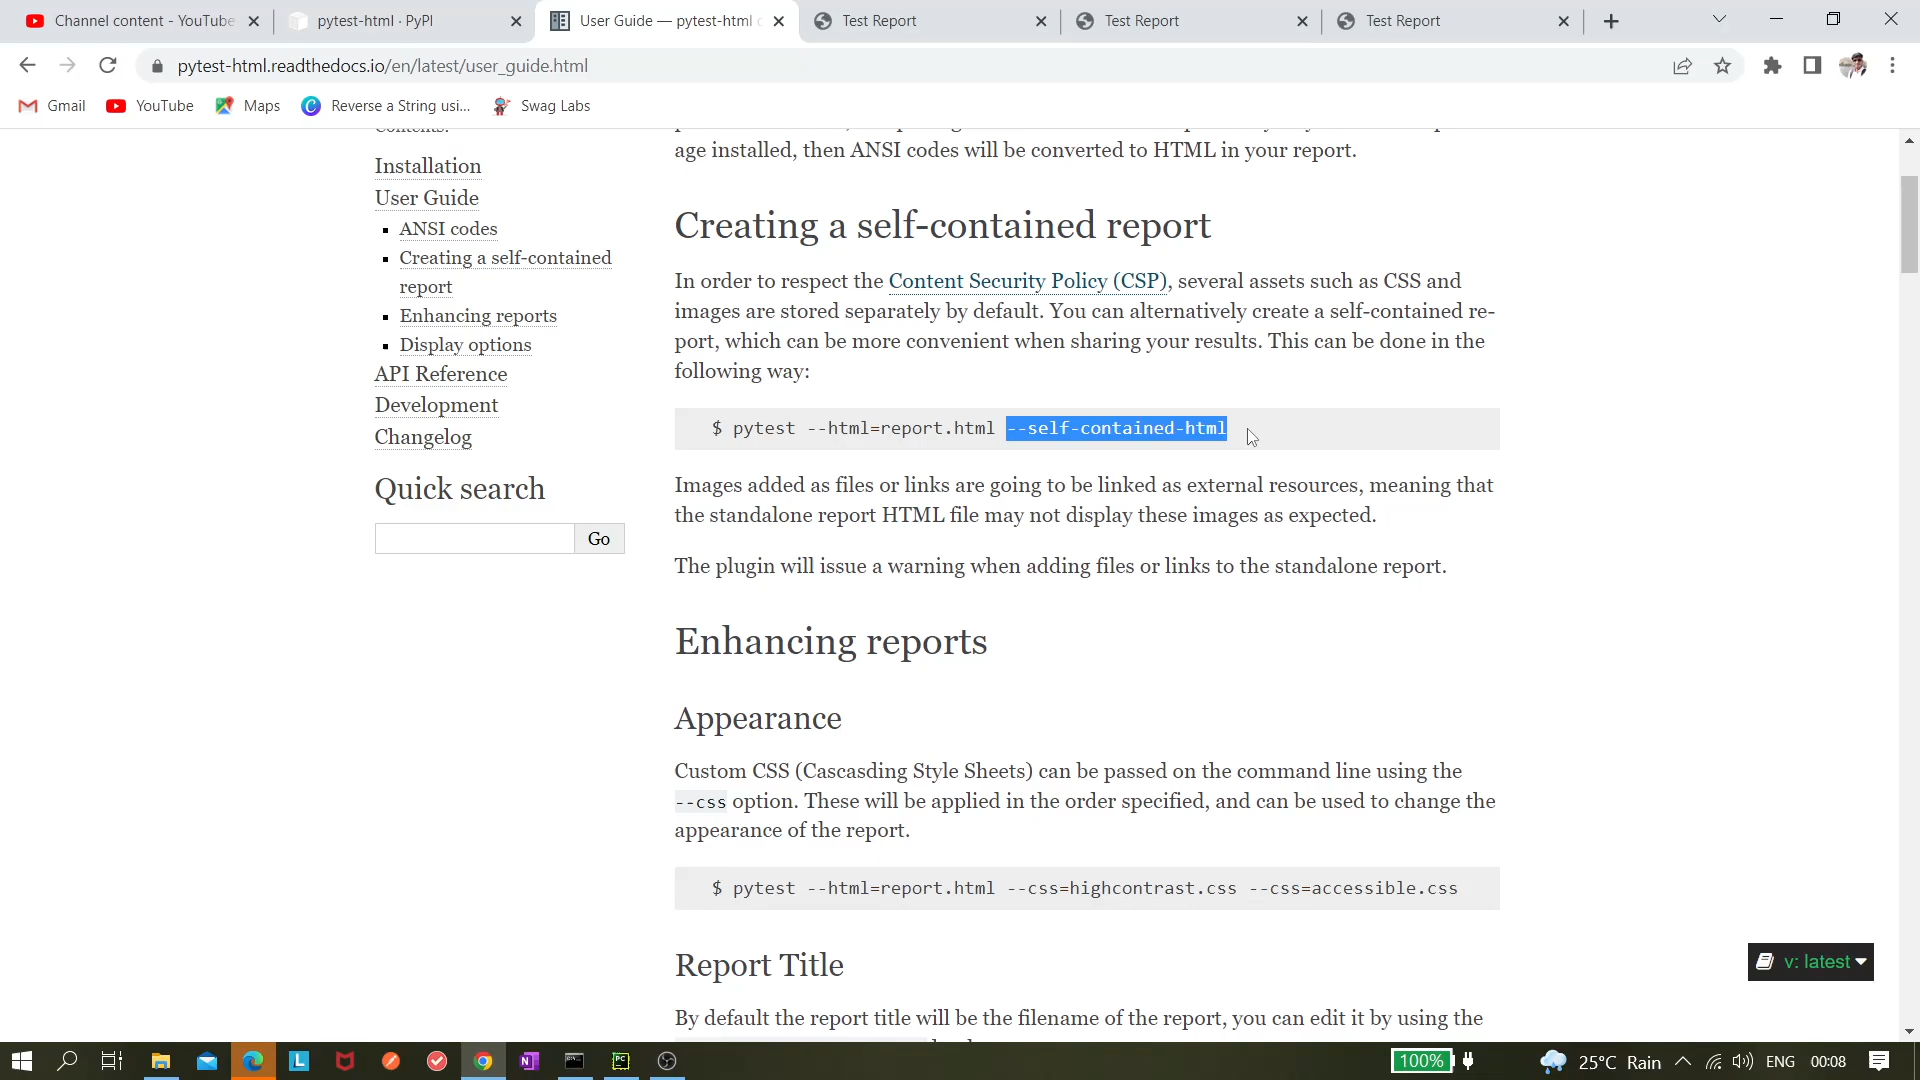 Channel content - YouTube
pytest-html · PyPI
User Guide — pytest-html
Test Report
Test Report
Test Report
pytest-html.readthedocs.io/en/latest/user_guide.html
Gmail
YouTube
Maps
Reverse a String usi...
Swag Labs
Contents:
Installation
User Guide
ANSI codes
Creating a self-contained
report
Enhancing reports
Display options
API Reference
Development
Changelog
Quick search
Go
age installed, then ANSI codes will be converted to HTML in your report.
Creating a self-contained report
In order to respect the Content Security Policy (CSP), several assets such as CSS and
images are stored separately by default. You can alternatively create a self-contained re-
port, which can be more convenient when sharing your results. This can be done in the
following way:
$ pytest --html=report.html --self-contained-html
Images added as files or links are going to be linked as external resources, meaning that
the standalone report HTML file may not display these images as expected.
The plugin will issue a warning when adding files or links to the standalone report.
Enhancing reports
Appearance
Custom CSS (Cascasding Style Sheets) can be passed on the command line using the
--css option. These will be applied in the order specified, and can be used to change the
appearance of the report.
$ pytest --html=report.html --css=highcontrast.css --css=accessible.css
Report Title
By default the report title will be the filename of the report, you can edit it by using the
v: latest
100%
25°C Rain
ENG
00:08